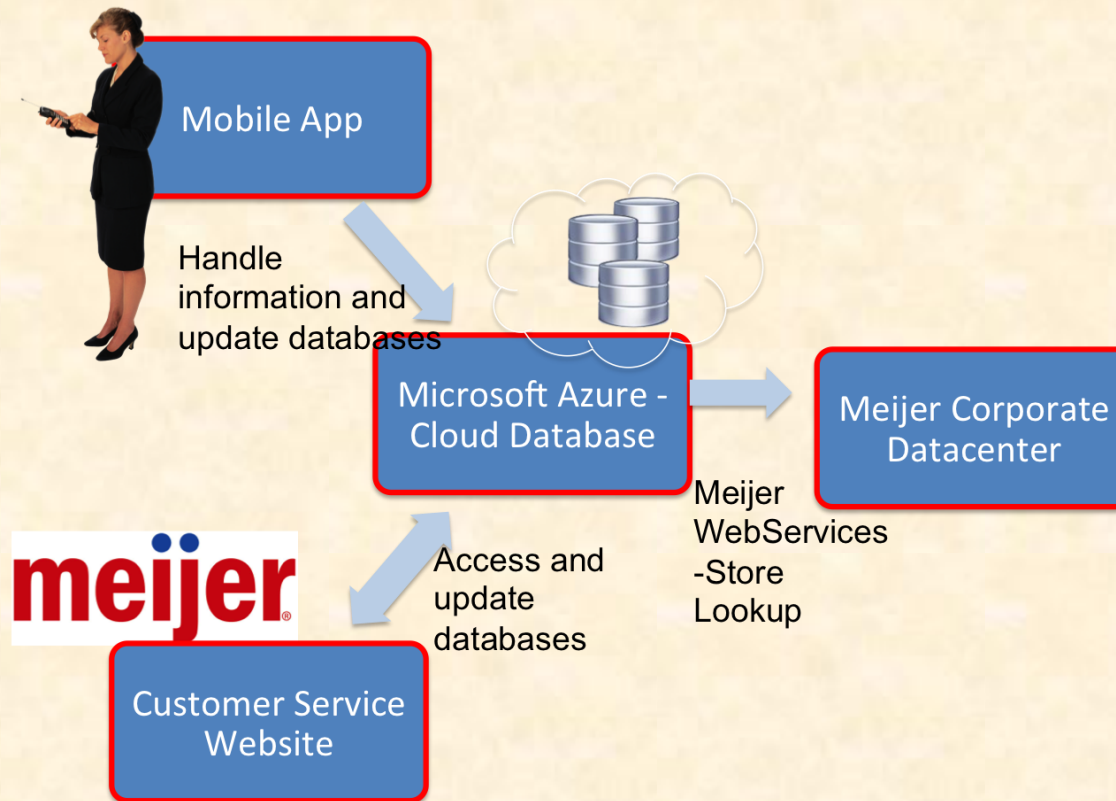 Mobile App
Handle
information and
update databases
Microsoft Azure -
Cloud Database
Meijer Corporate
Datacenter
Meijer
WebServices
-Store
Lookup
meijer®
Access and
update
databases
Customer Service
Website